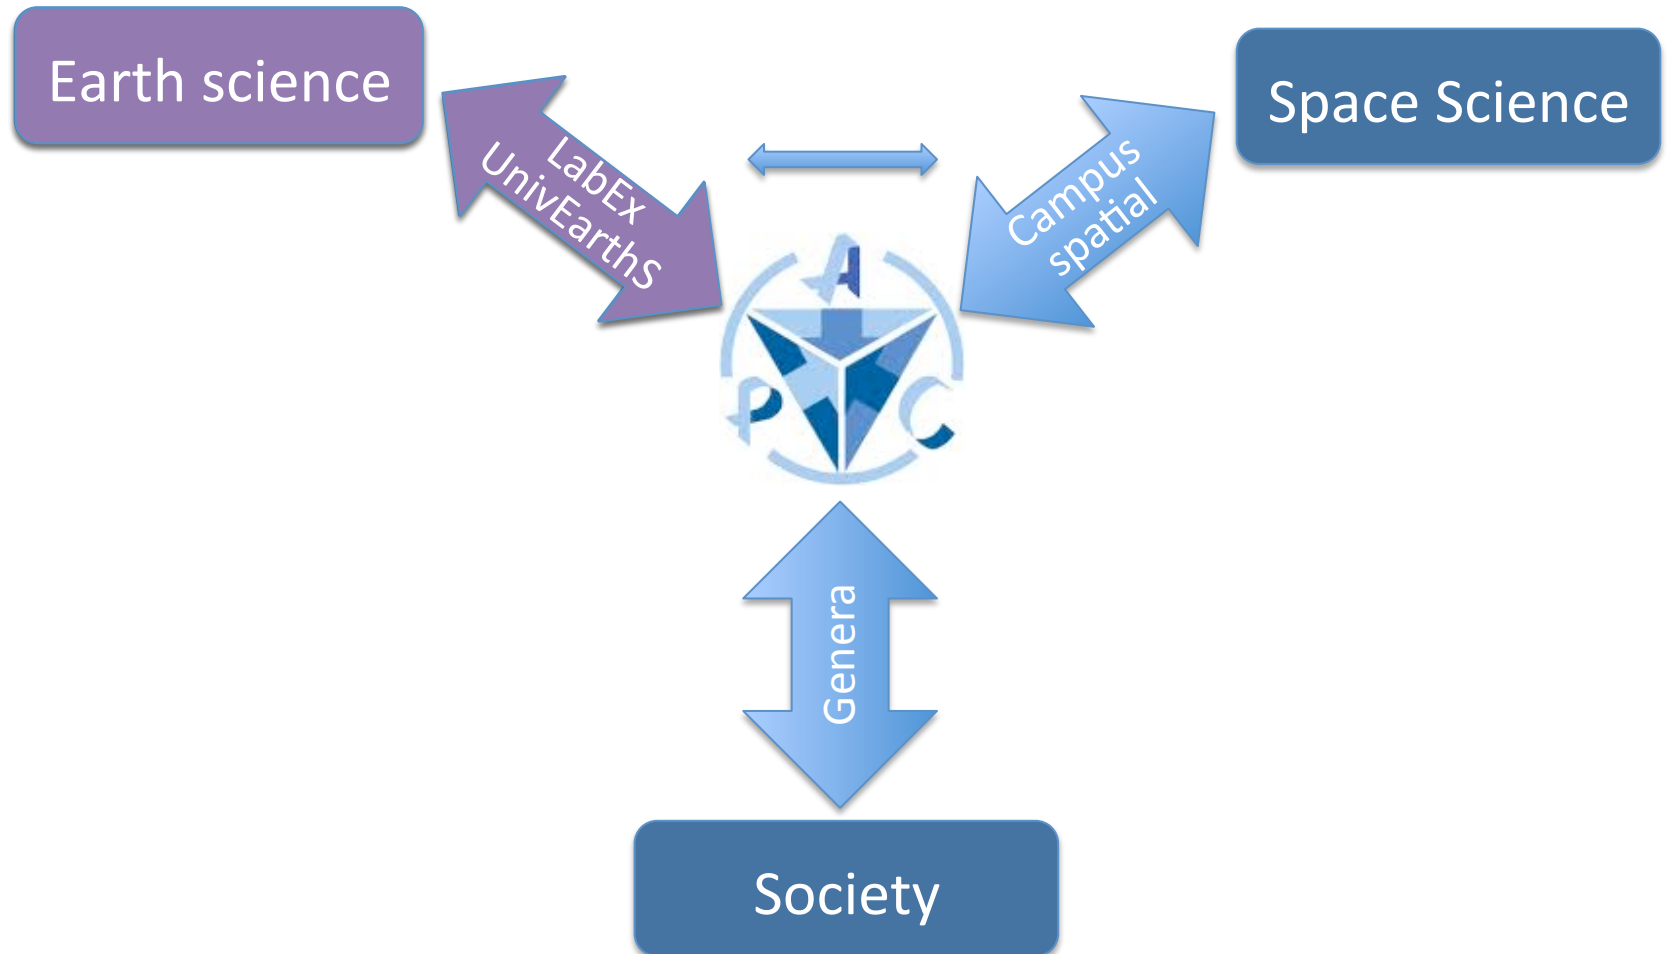 Earth science
Space Science
LabEx
UnivEarthS
Campus
spatial
A
P C
Genera
Society